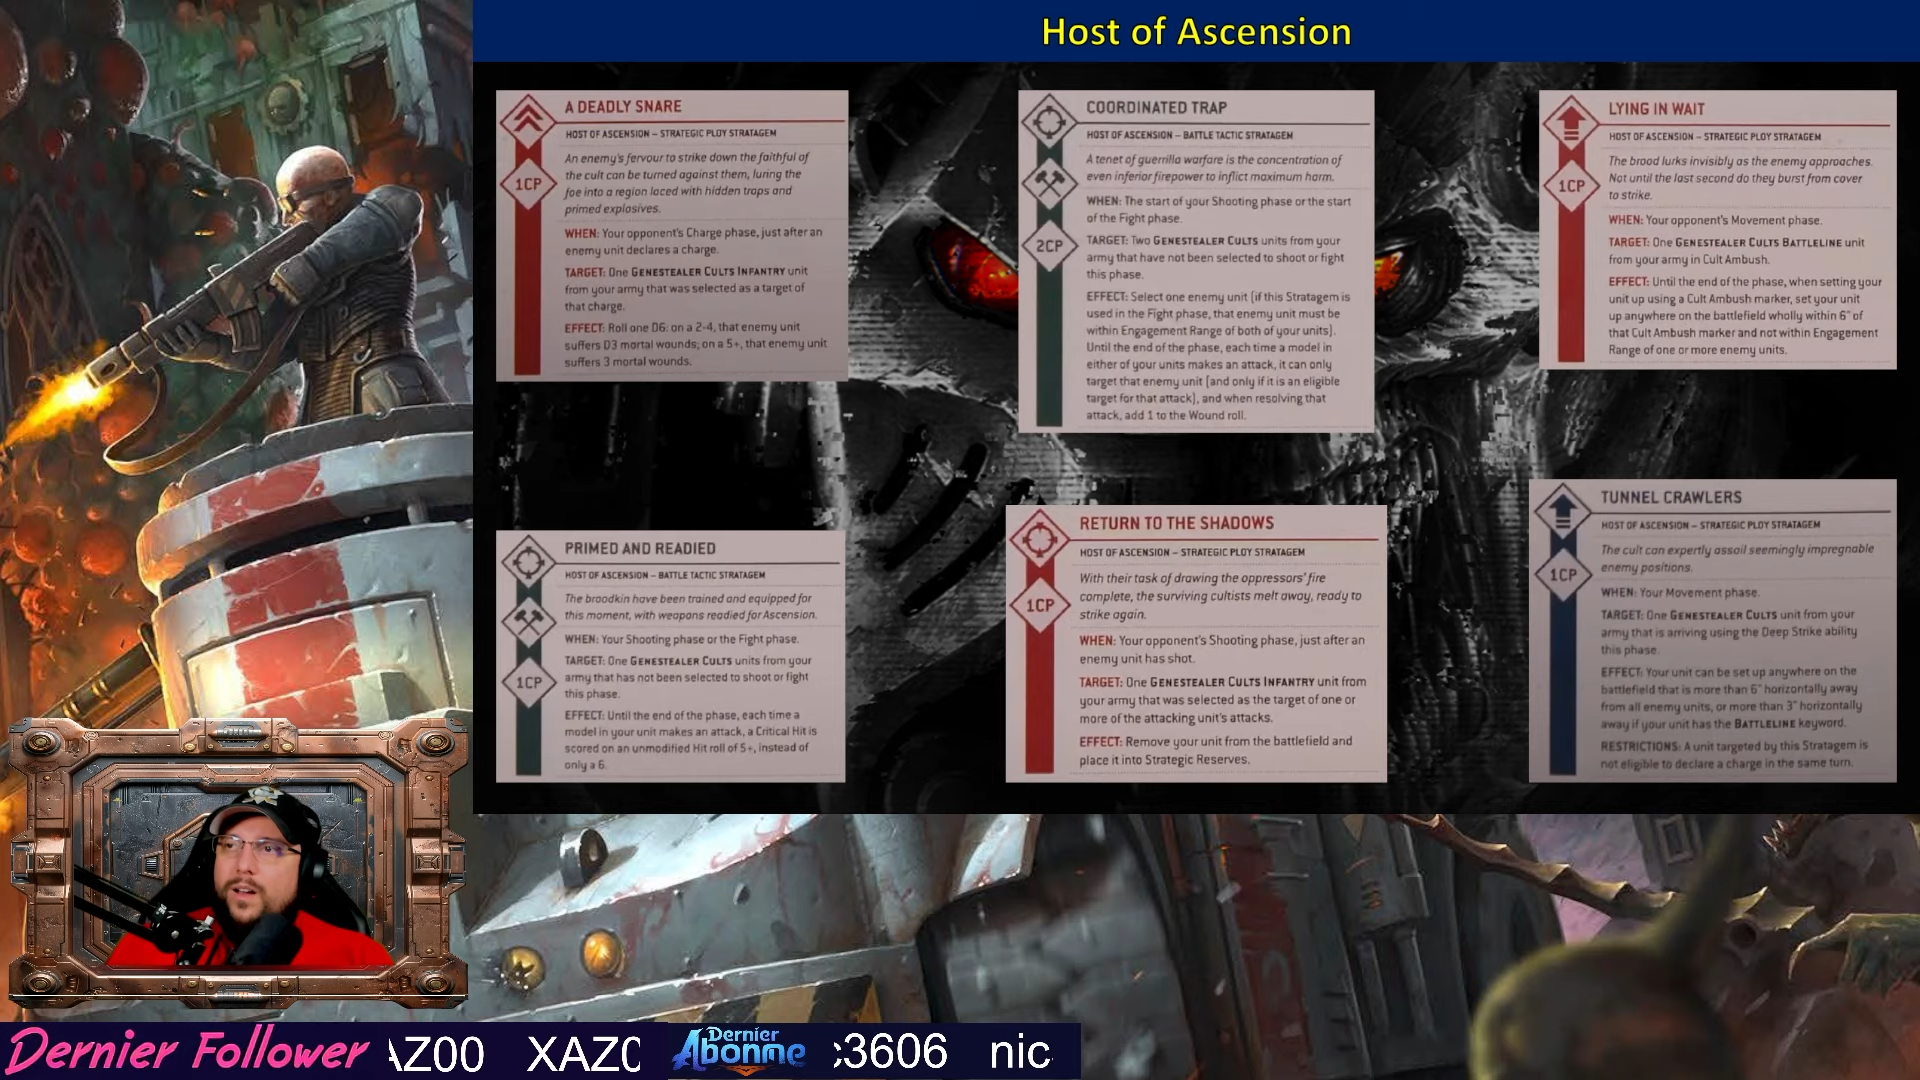 Host of Ascension
A DEADLY SNARE
HOST OF ASCENSION – STRATEGIC PLOY STRATAGEM
1CP
An enemy's fervour to strike down the faithful of
the cult can be turned against them, luring the
foe into a region laced with hidden traps and
primed explosives.
WHEN: Your opponent's Charge phase, just after an
enemy unit declares a charge.
TARGET: One GENESTEALER CULTS INFANTRY unit
from your army that was selected as a target of
that charge.
EFFECT: Roll one D6: on a 2-4, that enemy unit
suffers D3 mortal wounds; on a 5+, that enemy unit
suffers 3 mortal wounds.
COORDINATED TRAP
HOST OF ASCENSION – BATTLE TACTIC STRATAGEM
2CP
A tenet of guerrilla warfare is the concentration of
even inferior firepower to inflict maximum harm.
WHEN: The start of your Shooting phase or the start
of the Fight phase.
TARGET: Two GENESTEALER CULTS units from your
army that have not been selected to shoot or fight
this phase.
EFFECT: Select one enemy unit (if this Stratagem is
used in the Fight phase, that enemy unit must be
within Engagement Range of both of your units).
Until the end of the phase, each time a model in
either of your units makes an attack, it can only
target that enemy unit (and only if it is an eligible
target for that attack), and when resolving that
attack, add 1 to the Wound roll.
LYING IN WAIT
HOST OF ASCENSION – STRATEGIC PLOY STRATAGEM
1CP
The brood lurks invisibly as the enemy approaches.
Not until the last second do they burst from cover
to strike.
WHEN: Your opponent's Movement phase.
TARGET: One GENESTEALER CULTS BATTLELINE unit
from your army in Cult Ambush.
EFFECT: Until the end of the phase, when setting your
unit up using a Cult Ambush marker, set your unit
up anywhere on the battlefield wholly within 6" of
that Cult Ambush marker and not within Engagement
Range of one or more enemy units.
PRIMED AND READIED
HOST OF ASCENSION – BATTLE TACTIC STRATAGEM
1CP
The broodkin have been trained and equipped for
this moment, with weapons readied for Ascension.
WHEN: Your Shooting phase or the Fight phase.
TARGET: One GENESTEALER CULTS units from your
army that has not been selected to shoot or fight
this phase.
EFFECT: Until the end of the phase, each time a
model in your unit makes an attack, a Critical Hit is
scored on an unmodified Hit roll of 5+, instead of
only a 6.
RETURN TO THE SHADOWS
HOST OF ASCENSION – STRATEGIC PLOY STRATAGEM
1CP
With their task of drawing the oppressors' fire
complete, the surviving cultists melt away, ready to
strike again.
WHEN: Your opponent's Shooting phase, just after an
enemy unit has shot.
TARGET: One GENESTEALER CULTS INFANTRY unit from
your army that was selected as the target of one or
more of the attacking unit's attacks.
EFFECT: Remove your unit from the battlefield and
place it into Strategic Reserves.
TUNNEL CRAWLERS
HOST OF ASCENSION – STRATEGIC PLOY STRATAGEM
1CP
The cult can expertly assail seemingly impregnable
enemy positions.
WHEN: Your Movement phase.
TARGET: One GENESTEALER CULTS unit from your
army that is arriving using the Deep Strike ability
this phase.
EFFECT: Your unit can be set up anywhere on the
battlefield that is more than 6" horizontally away
from all enemy units, or more than 3" horizontally
away if your unit has the BATTLELINE keyword.
RESTRICTIONS: A unit targeted by this Stratagem is
not eligible to declare a charge in the same turn.
Dernier Follower
AZ00 XAZ0
Dernier
Abonné
3606 nic